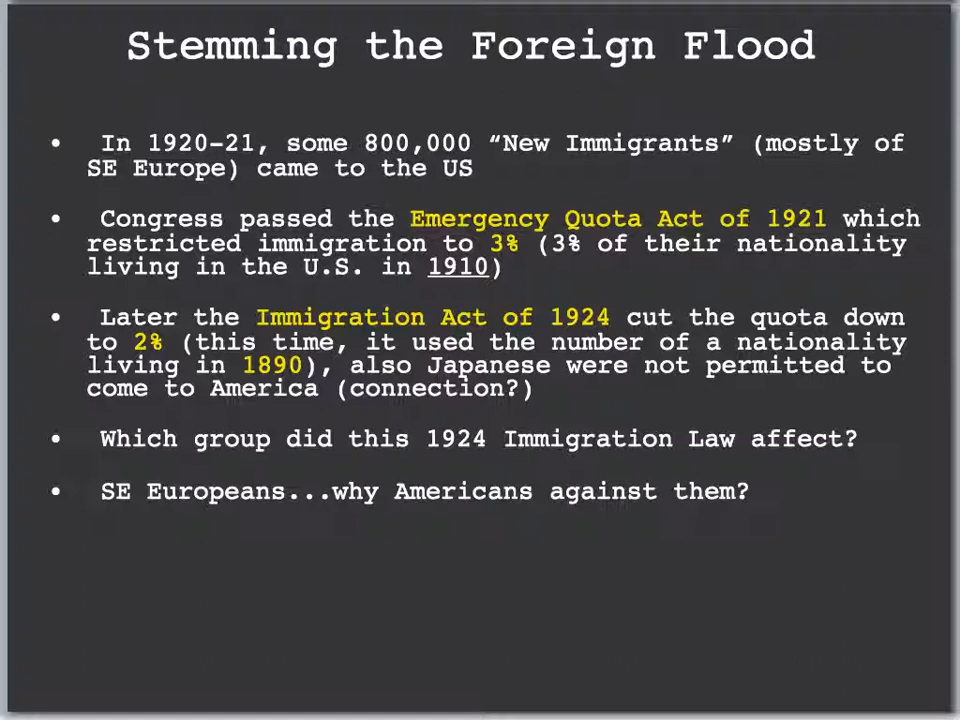 Stemming the Foreign Flood
• In 1920-21, some 800,000 “New Immigrants” (mostly of
SE Europe) came to the US
• Congress passed the Emergency Quota Act of 1921 which
restricted immigration to 3% (3% of their nationality
living in the U.S. in 1910)
• Later the Immigration Act of 1924 cut the quota down
to 2% (this time, it used the number of a nationality
living in 1890), also Japanese were not permitted to
come to America (connection?)
• Which group did this 1924 Immigration Law affect?
• SE Europeans...why Americans against them?